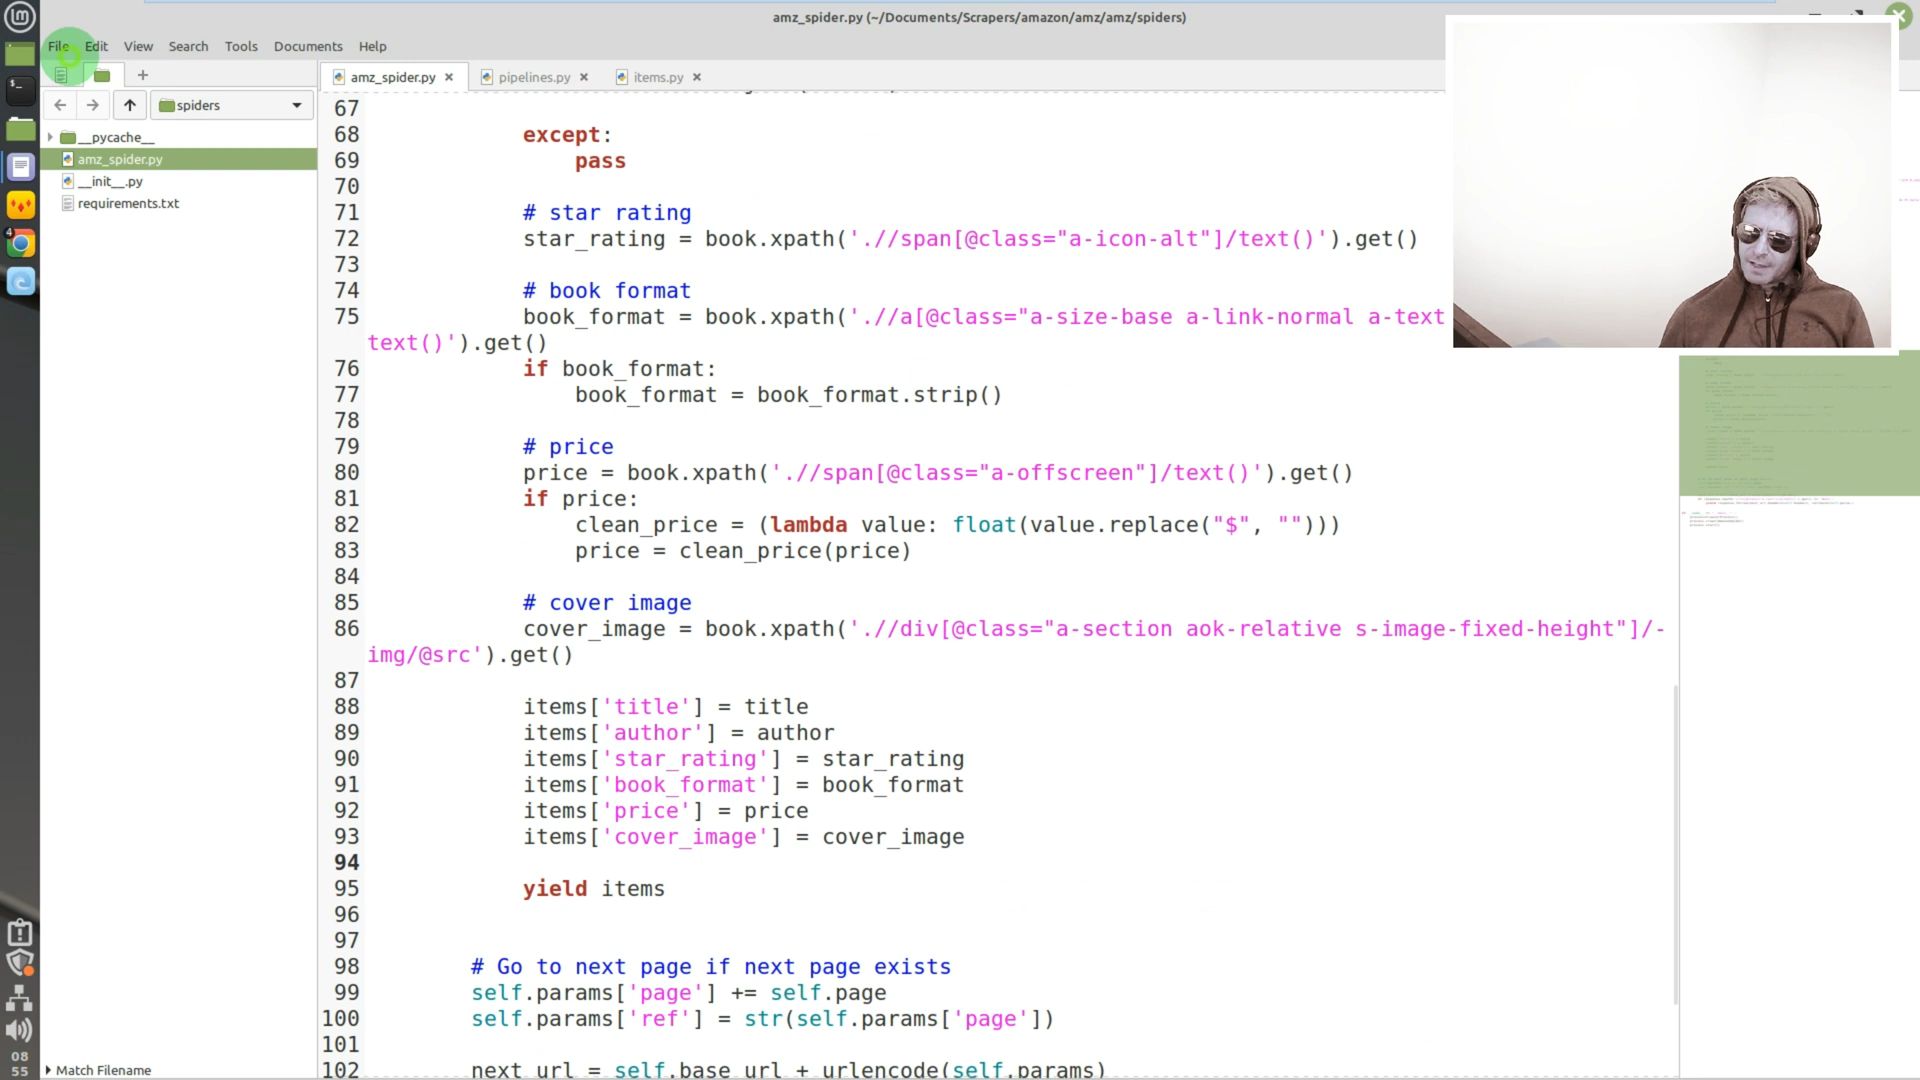 amz_spider.py (~/Documents/Scrapers/amazon/amz/amz/spiders)
File Edit View Search Tools Documents Help
amz_spider.py pipelines.py items.py
spiders
__pycache__
amz_spider.py
__init__.py
requirements.txt
67
68 except:
69 pass
70
71 # star rating
72 star_rating = book.xpath('.//span[@class="a-icon-alt"]/text()').get()
73
74 # book format
75 book_format = book.xpath('.//a[@class="a-size-base a-link-normal a-text
text()').get()
76 if book_format:
77 book_format = book_format.strip()
78
79 # price
80 price = book.xpath('.//span[@class="a-offscreen"]/text()').get()
81 if price:
82 clean_price = (lambda value: float(value.replace("$", "")))
83 price = clean_price(price)
84
85 # cover image
86 cover_image = book.xpath('.//div[@class="a-section aok-relative s-image-fixed-height"]/-
img/@src').get()
87
88 items['title'] = title
89 items['author'] = author
90 items['star_rating'] = star_rating
91 items['book_format'] = book_format
92 items['price'] = price
93 items['cover_image'] = cover_image
94
95 yield items
96
97
98 # Go to next page if next page exists
99 self.params['page'] += self.page
100 self.params['ref'] = str(self.params['page'])
101
102 next_url = self.base_url + urlencode(self.params)
Match Filename
4
08
55